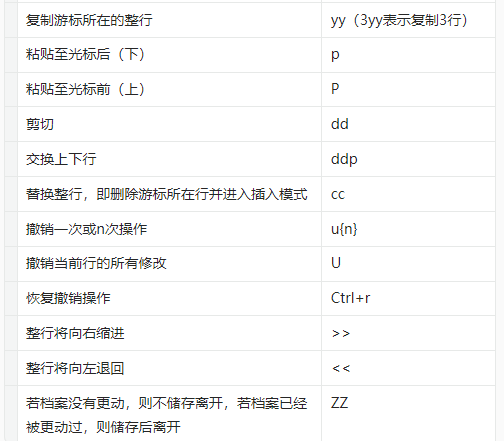 复制游标所在的整行 yy（3yy表示复制3行）
粘贴至光标后（下） p
粘贴至光标前（上） P
剪切 dd
交换上下行 ddp
替换整行，即删除游标所在行并进入插入模式 cc
撤销一次或n次操作 u{n}
撤销当前行的所有修改 U
恢复撤销操作 Ctrl+r
整行将向右缩进 >>
整行将向左退回 <<
若档案没有更动，则不储存离开，若档案已经 ZZ
被更动过，则储存后离开